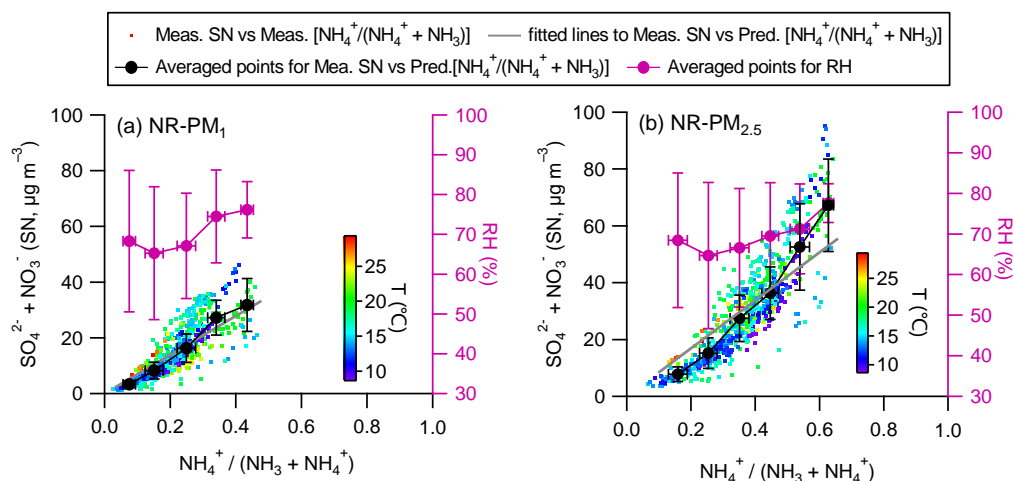 Meas. SN vs Meas. [NH₄⁺/(NH₄⁺ + NH₃)] fitted lines to Meas. SN vs Pred. [NH₄⁺/(NH₄⁺ + NH₃)]
Averaged points for Mea. SN vs Pred.[NH₄⁺/(NH₄⁺ + NH₃)] Averaged points for RH
(a) NR-PM₁
SO₄²⁻ + NO₃⁻ (SN, µg m⁻³)
100
80
60
40
20
0
0.0 0.2 0.4 0.6 0.8 1.0
NH₄⁺ / (NH₃ + NH₄⁺)
T (°C)
25
20
15
10
RH (%)
100
90
80
70
60
50
40
30
(b) NR-PM₂.₅
SO₄²⁻ + NO₃⁻ (SN, µg m⁻³)
100
80
60
40
20
0
0.0 0.2 0.4 0.6 0.8 1.0
NH₄⁺ / (NH₃ + NH₄⁺)
T (°C)
25
20
15
10
RH (%)
100
90
80
70
60
50
40
30